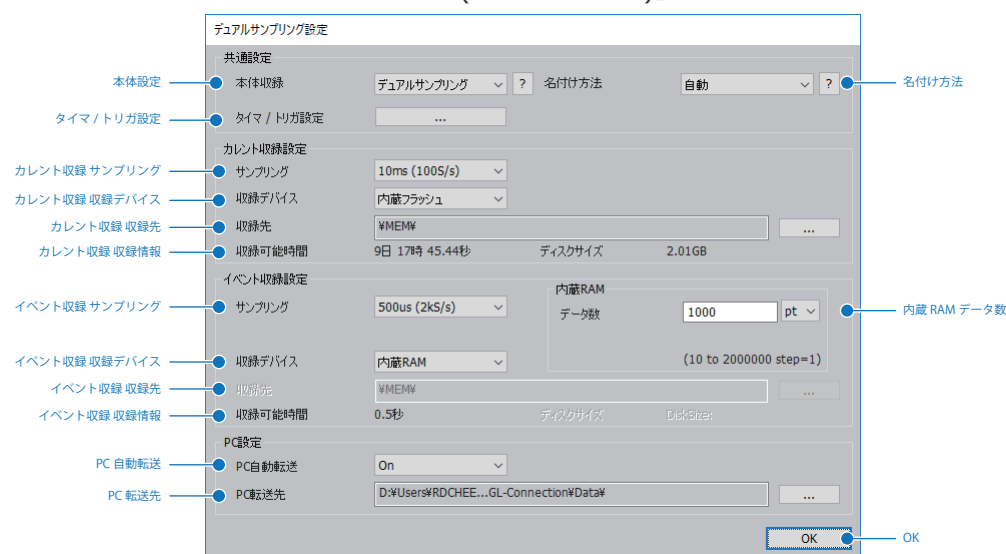 デュアルサンプリング設定
共通設定
本体設定 本体収録 デュアルサンプリング ? 名付け方法 自動 ? 名付け方法
タイマ / トリガ設定 タイマ / トリガ設定 ...
カレント収録設定
カレント収録 サンプリング サンプリング 10ms (100S/s)
カレント収録 収録デバイス 収録デバイス 内蔵フラッシュ
カレント収録 収録先 収録先 ¥MEM¥ ...
カレント収録 収録情報 収録可能時間 9日 17時 45.44秒 ディスクサイズ 2.01GB
イベント収録設定
内蔵RAM
イベント収録 サンプリング サンプリング 500us (2kS/s) データ数 1000 pt 内蔵 RAM データ数
イベント収録 収録デバイス 収録デバイス 内蔵RAM (10 to 2000000 step=1)
イベント収録 収録先 収録先 ¥MEM¥ ...
イベント収録 収録情報 収録可能時間 0.5秒 ディスクサイズ DiskSize:
PC設定
PC 自動転送 PC自動転送 On
PC 転送先 PC転送先 D:¥Users¥RDCHEE...GL-Connection¥Data¥ ...
OK OK